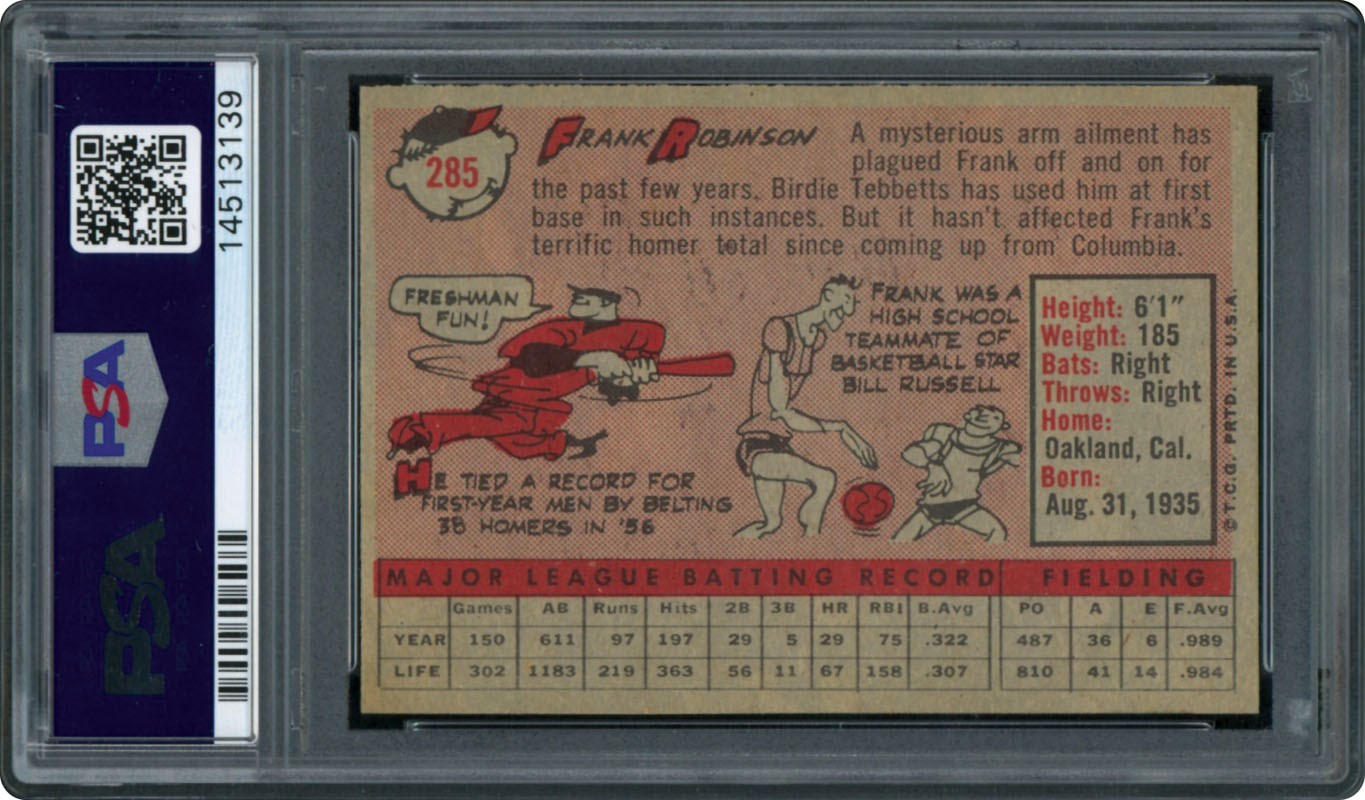 14513139
PSA
PSA
285
FRANK ROBINSON
A mysterious arm ailment has
plagued Frank off and on for
the past few years. Birdie Tebbetts has used him at first
base in such instances. But it hasn't affected Frank's
terrific homer total since coming up from Columbia.
FRESHMAN
FUN!
HE TIED A RECORD FOR
FIRST-YEAR MEN BY BELTING
38 HOMERS IN '56
FRANK WAS A
HIGH SCHOOL
TEAMMATE OF
BASKETBALL STAR
BILL RUSSELL
Height: 6'1"
Weight: 185
Bats: Right
Throws: Right
Home:
Oakland, Cal.
Born:
Aug. 31, 1935
© T.C.G. PRTD. IN U.S.A.
MAJOR LEAGUE BATTING RECORD FIELDING
Games AB Runs Hits 2B 3B HR RBI B.Avg PO A E F.Avg
YEAR 150 611 97 197 29 5 29 75 .322 487 36 6 .989
LIFE 302 1183 219 363 56 11 67 158 .307 810 41 14 .984